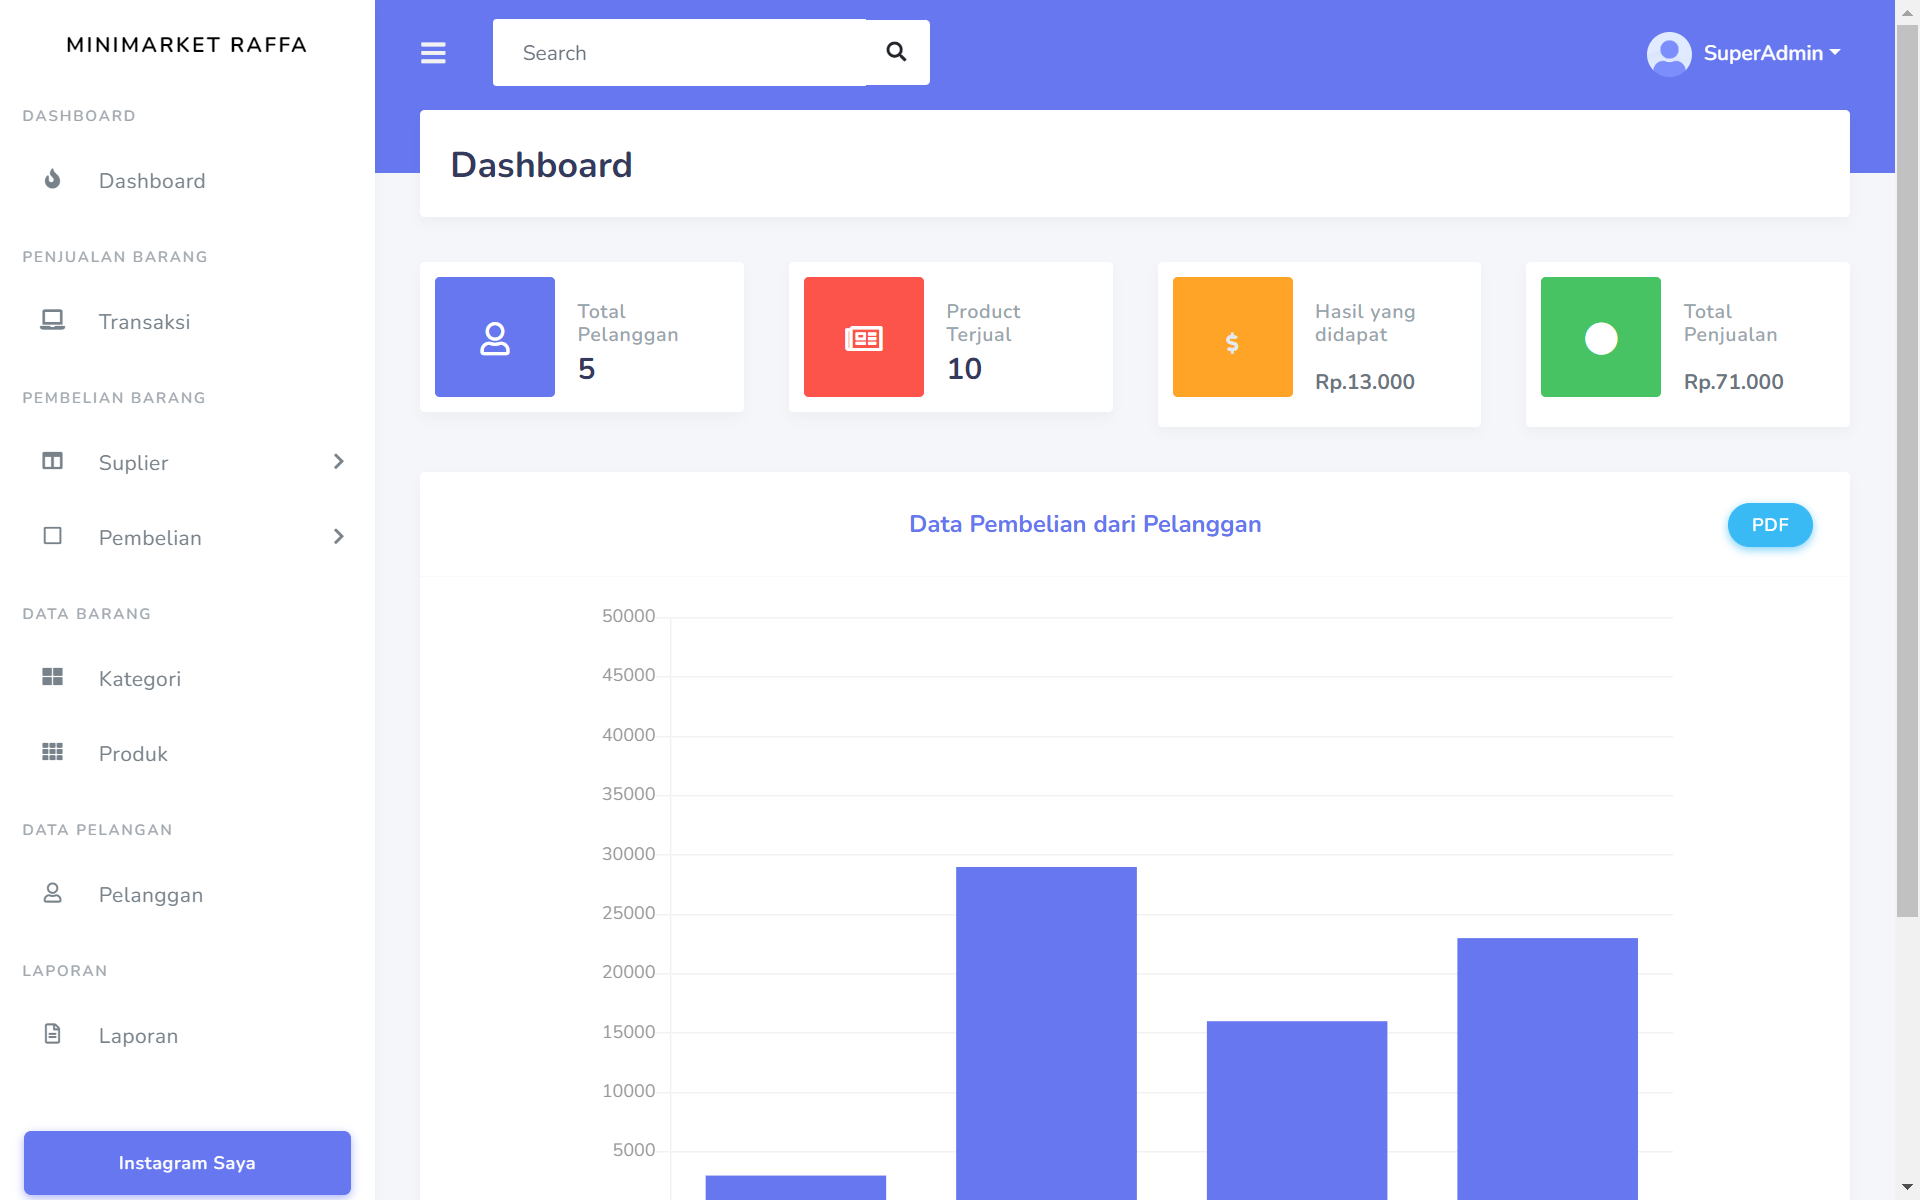 MINIMARKET RAFFA
Search
SuperAdmin
DASHBOARD
Dashboard
PENJUALAN BARANG
Transaksi
PEMBELIAN BARANG
Suplier
Pembelian
DATA BARANG
Kategori
Produk
DATA PELANGAN
Pelanggan
LAPORAN
Laporan
Instagram Saya
Dashboard
Total
Pelanggan
5
Product
Terjual
10
$
Hasil yang
didapat
Rp.13.000
Total
Penjualan
Rp.71.000
Data Pembelian dari Pelanggan
PDF
50000
45000
40000
35000
30000
25000
20000
15000
10000
5000